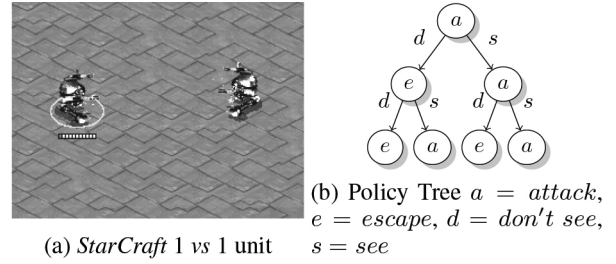 a
d
s
e
a
d
s
d
s
e
a
e
a
(a) StarCraft 1 vs 1 unit
(b) Policy Tree a = attack,
e = escape, d = don't see,
s = see